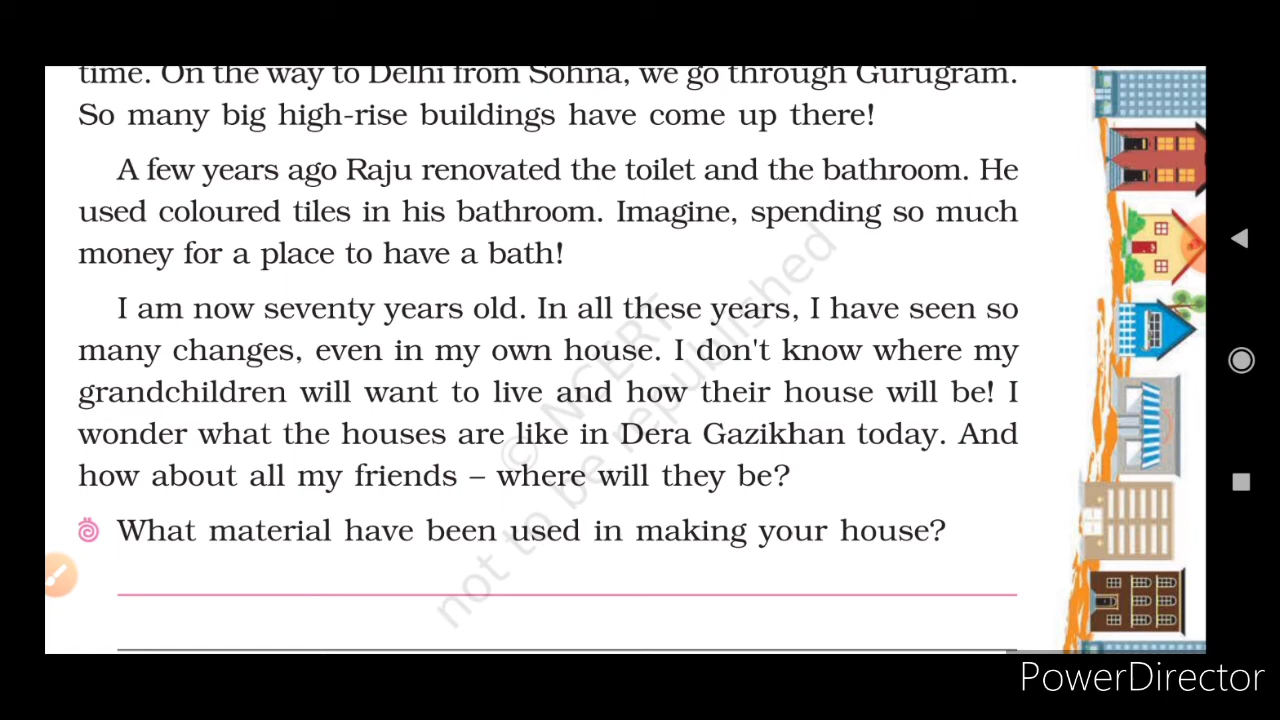 time. On the way to Delhi from Sohna, we go through Gurugram.
So many big high-rise buildings have come up there!
A few years ago Raju renovated the toilet and the bathroom. He
used coloured tiles in his bathroom. Imagine, spending so much
money for a place to have a bath!
I am now seventy years old. In all these years, I have seen so
many changes, even in my own house. I don't know where my
grandchildren will want to live and how their house will be! I
wonder what the houses are like in Dera Gazikhan today. And
how about all my friends – where will they be?
What material have been used in making your house?
© NCERT
not to be republished
PowerDirector